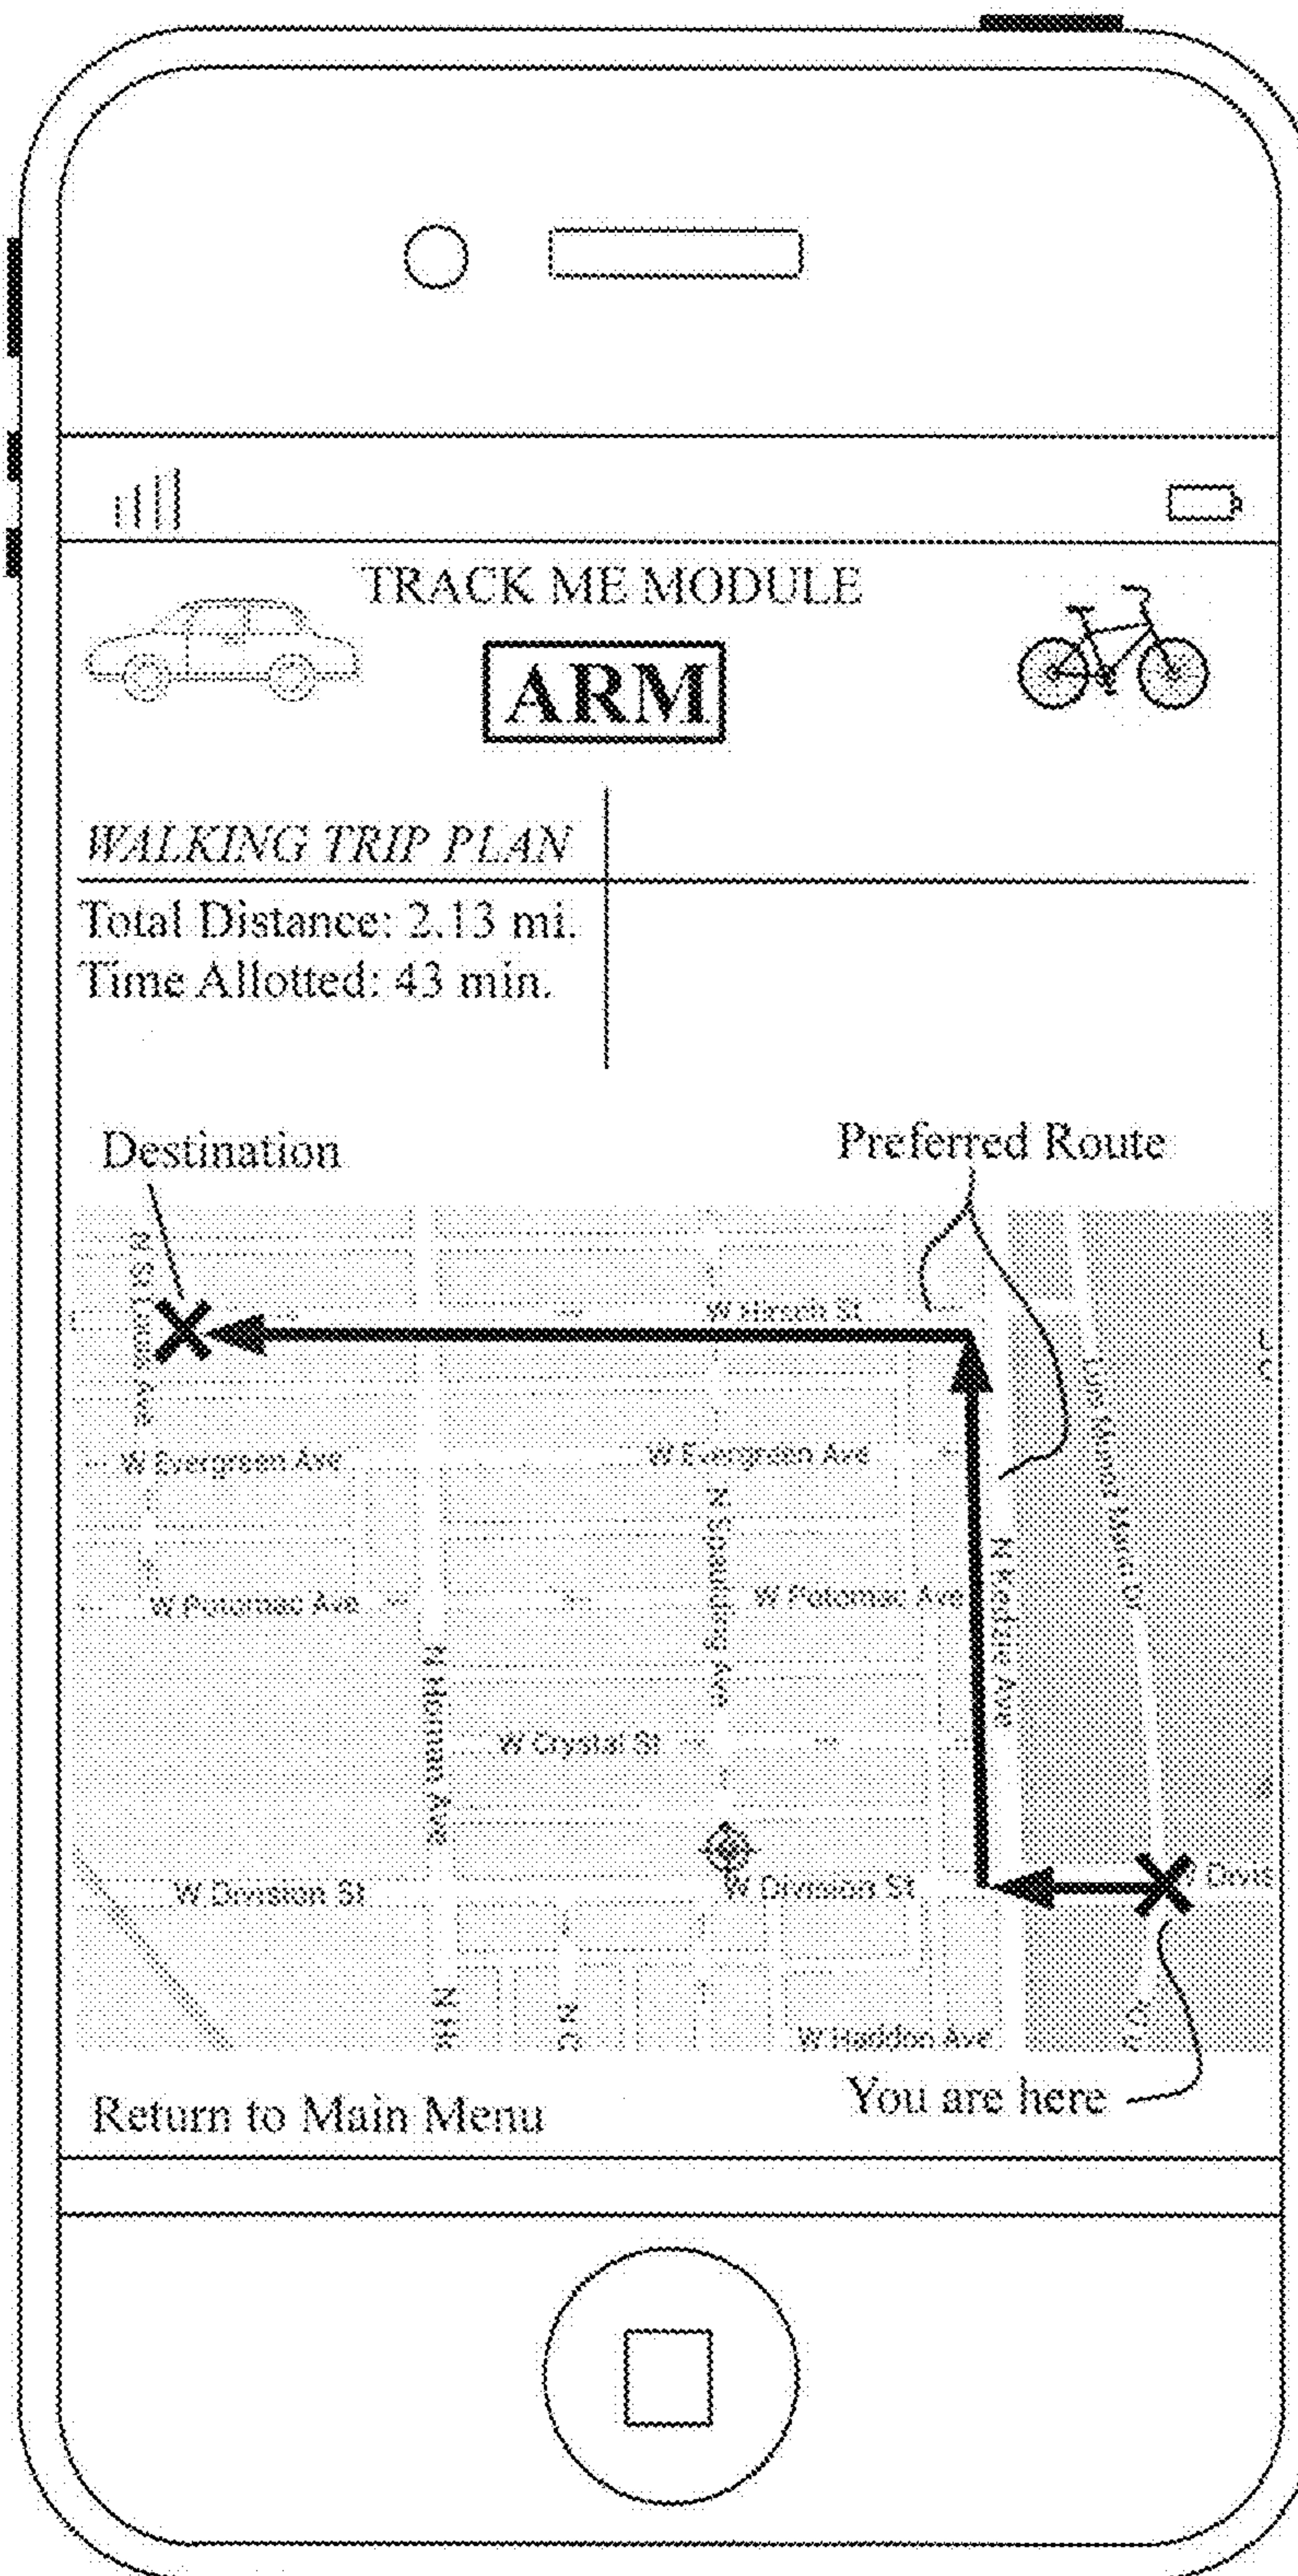 TRACK ME MODULE
ARM
WALKING TRIP PLAN
Total Distance: 2.13 mi.
Time Allotted: 43 min.
Destination
Preferred Route
W Hirsch St
W Evergreen Ave
W Evergreen Ave
N Spaulding Ave
N Kedzie Ave
W Potomac Ave
W Potomac Ave
N Homan Ave
W Crystal St
W Division St
W Division St
W Haddon Ave
You are here
Return to Main Menu